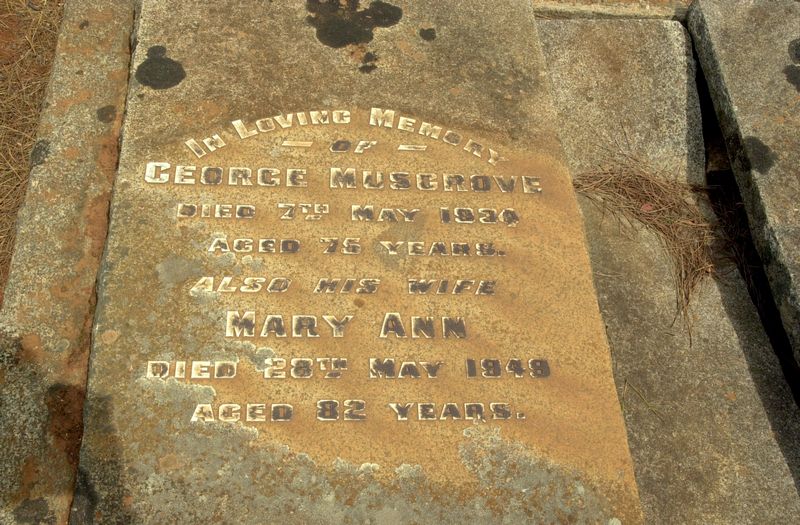 IN LOVING MEMORY
OF
GEORGE MUSGROVE
DIED 7TH MAY 1934
AGED 75 YEARS.
ALSO HIS WIFE
MARY ANN
DIED 28TH MAY 1949
AGED 82 YEARS.